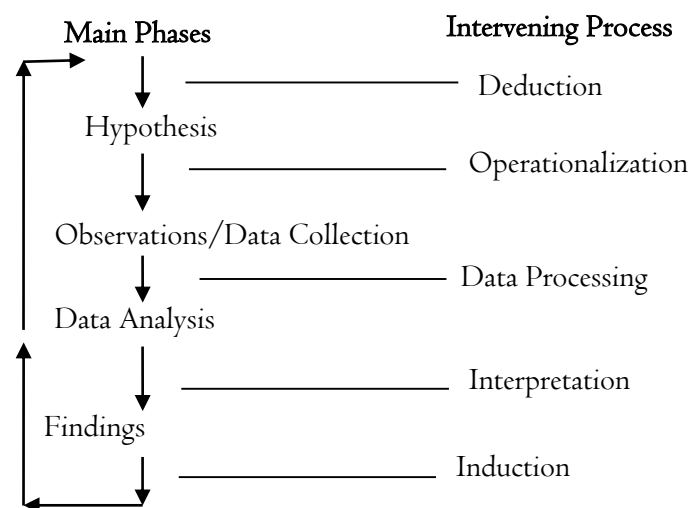 Main Phases
Intervening Process
Deduction
Hypothesis
Operationalization
Observations/Data Collection
Data Processing
Data Analysis
Interpretation
Findings
Induction